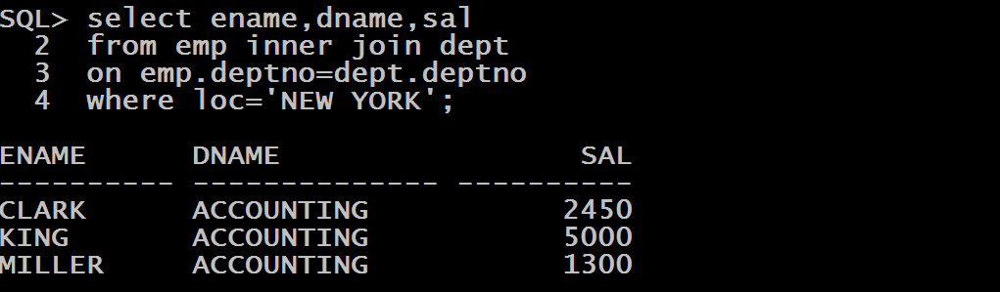 SQL> select ename,dname,sal
  2  from emp inner join dept
  3  on emp.deptno=dept.deptno
  4  where loc='NEW YORK';
ENAME      DNAME                 SAL
---------- -------------- ----------
CLARK      ACCOUNTING           2450
KING       ACCOUNTING           5000
MILLER     ACCOUNTING           1300